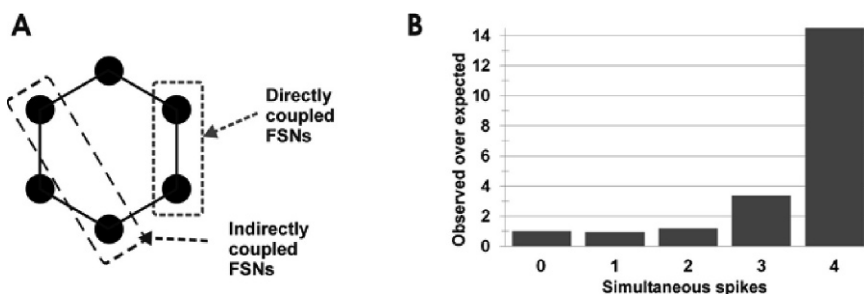 A
Directly
coupled
FSNs
Indirectly
coupled
FSNs
B
Observed over expected
14
12
10
8
6
4
2
0
0 1 2 3 4
Simultaneous spikes